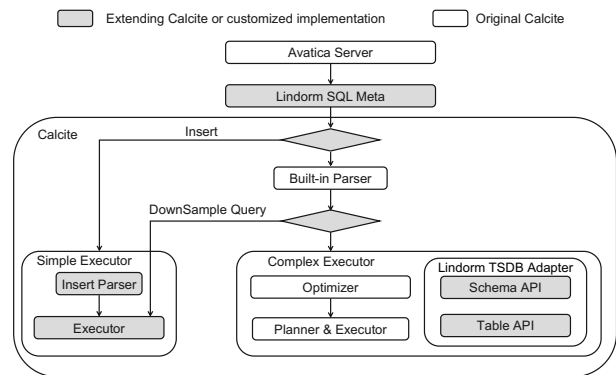 Extending Calcite or customized implementation
Original Calcite
Avatica Server
Lindorm SQL Meta
Calcite
Insert
Built-in Parser
DownSample Query
Simple Executor
Insert Parser
Executor
Complex Executor
Optimizer
Planner & Executor
Lindorm TSDB Adapter
Schema API
Table API